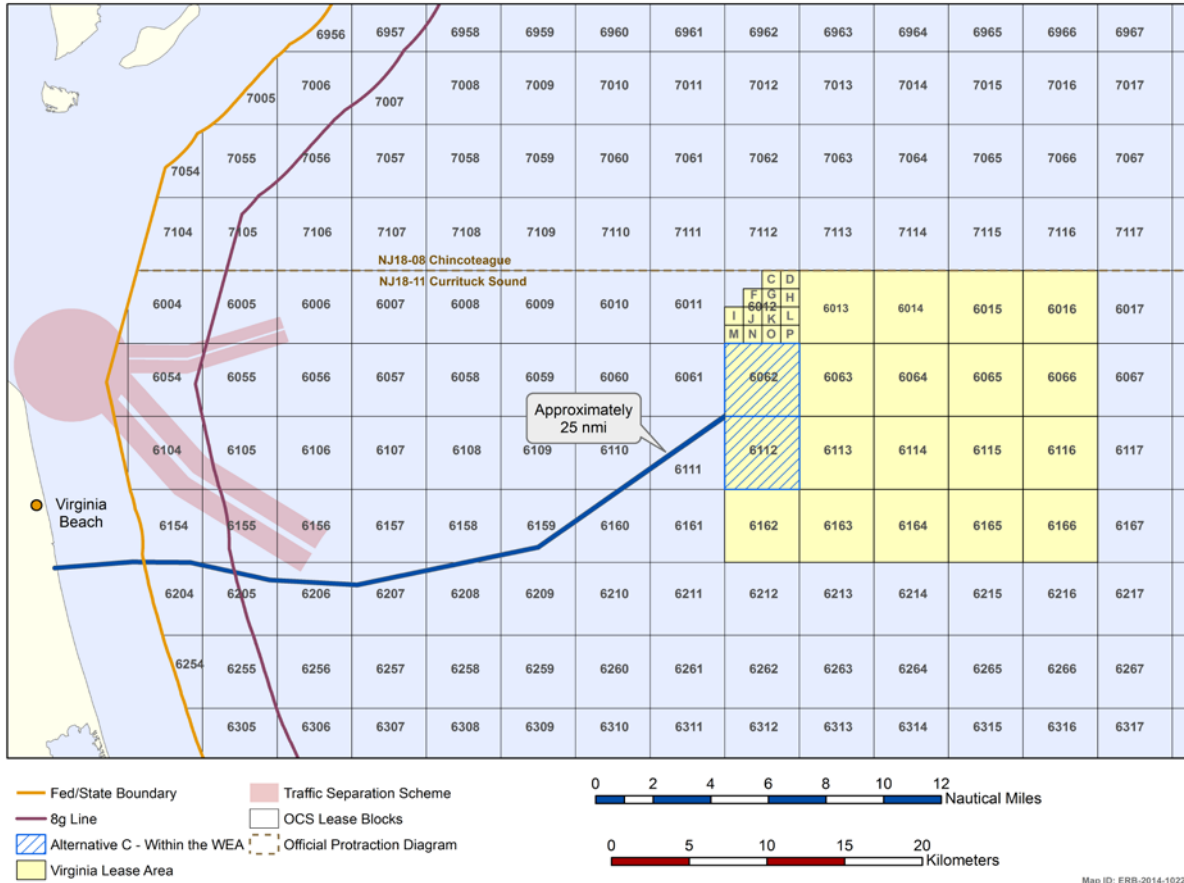 6956 6957 6958 6959 6960 6961 6962 6963 6964 6965 6966 6967
7005 7006 7007 7008 7009 7010 7011 7012 7013 7014 7015 7016 7017
7054 7055 7056 7057 7058 7059 7060 7061 7062 7063 7064 7065 7066 7067
7104 7105 7106 7107 7108 7109 7110 7111 7112 7113 7114 7115 7116 7117
NJ18-08 Chincoteague
NJ18-11 Currituck Sound
C D
F G H
6004 6005 6006 6007 6008 6009 6010 6011 6012 6013 6014 6015 6016 6017
I J K L
M N O P
6054 6055 6056 6057 6058 6059 6060 6061 6062 6063 6064 6065 6066 6067
Approximately
25 nmi
6104 6105 6106 6107 6108 6109 6110 6111 6112 6113 6114 6115 6116 6117
Virginia
Beach
6154 6155 6156 6157 6158 6159 6160 6161 6162 6163 6164 6165 6166 6167
6204 6205 6206 6207 6208 6209 6210 6211 6212 6213 6214 6215 6216 6217
6254 6255 6256 6257 6258 6259 6260 6261 6262 6263 6264 6265 6266 6267
6305 6306 6307 6308 6309 6310 6311 6312 6313 6314 6315 6316 6317
Fed/State Boundary
8g Line
Alternative C - Within the WEA
Virginia Lease Area
Traffic Separation Scheme
OCS Lease Blocks
Official Protraction Diagram
0 2 4 6 8 10 12
Nautical Miles
0 5 10 15 20
Kilometers
Map ID: ERB-2014-1022